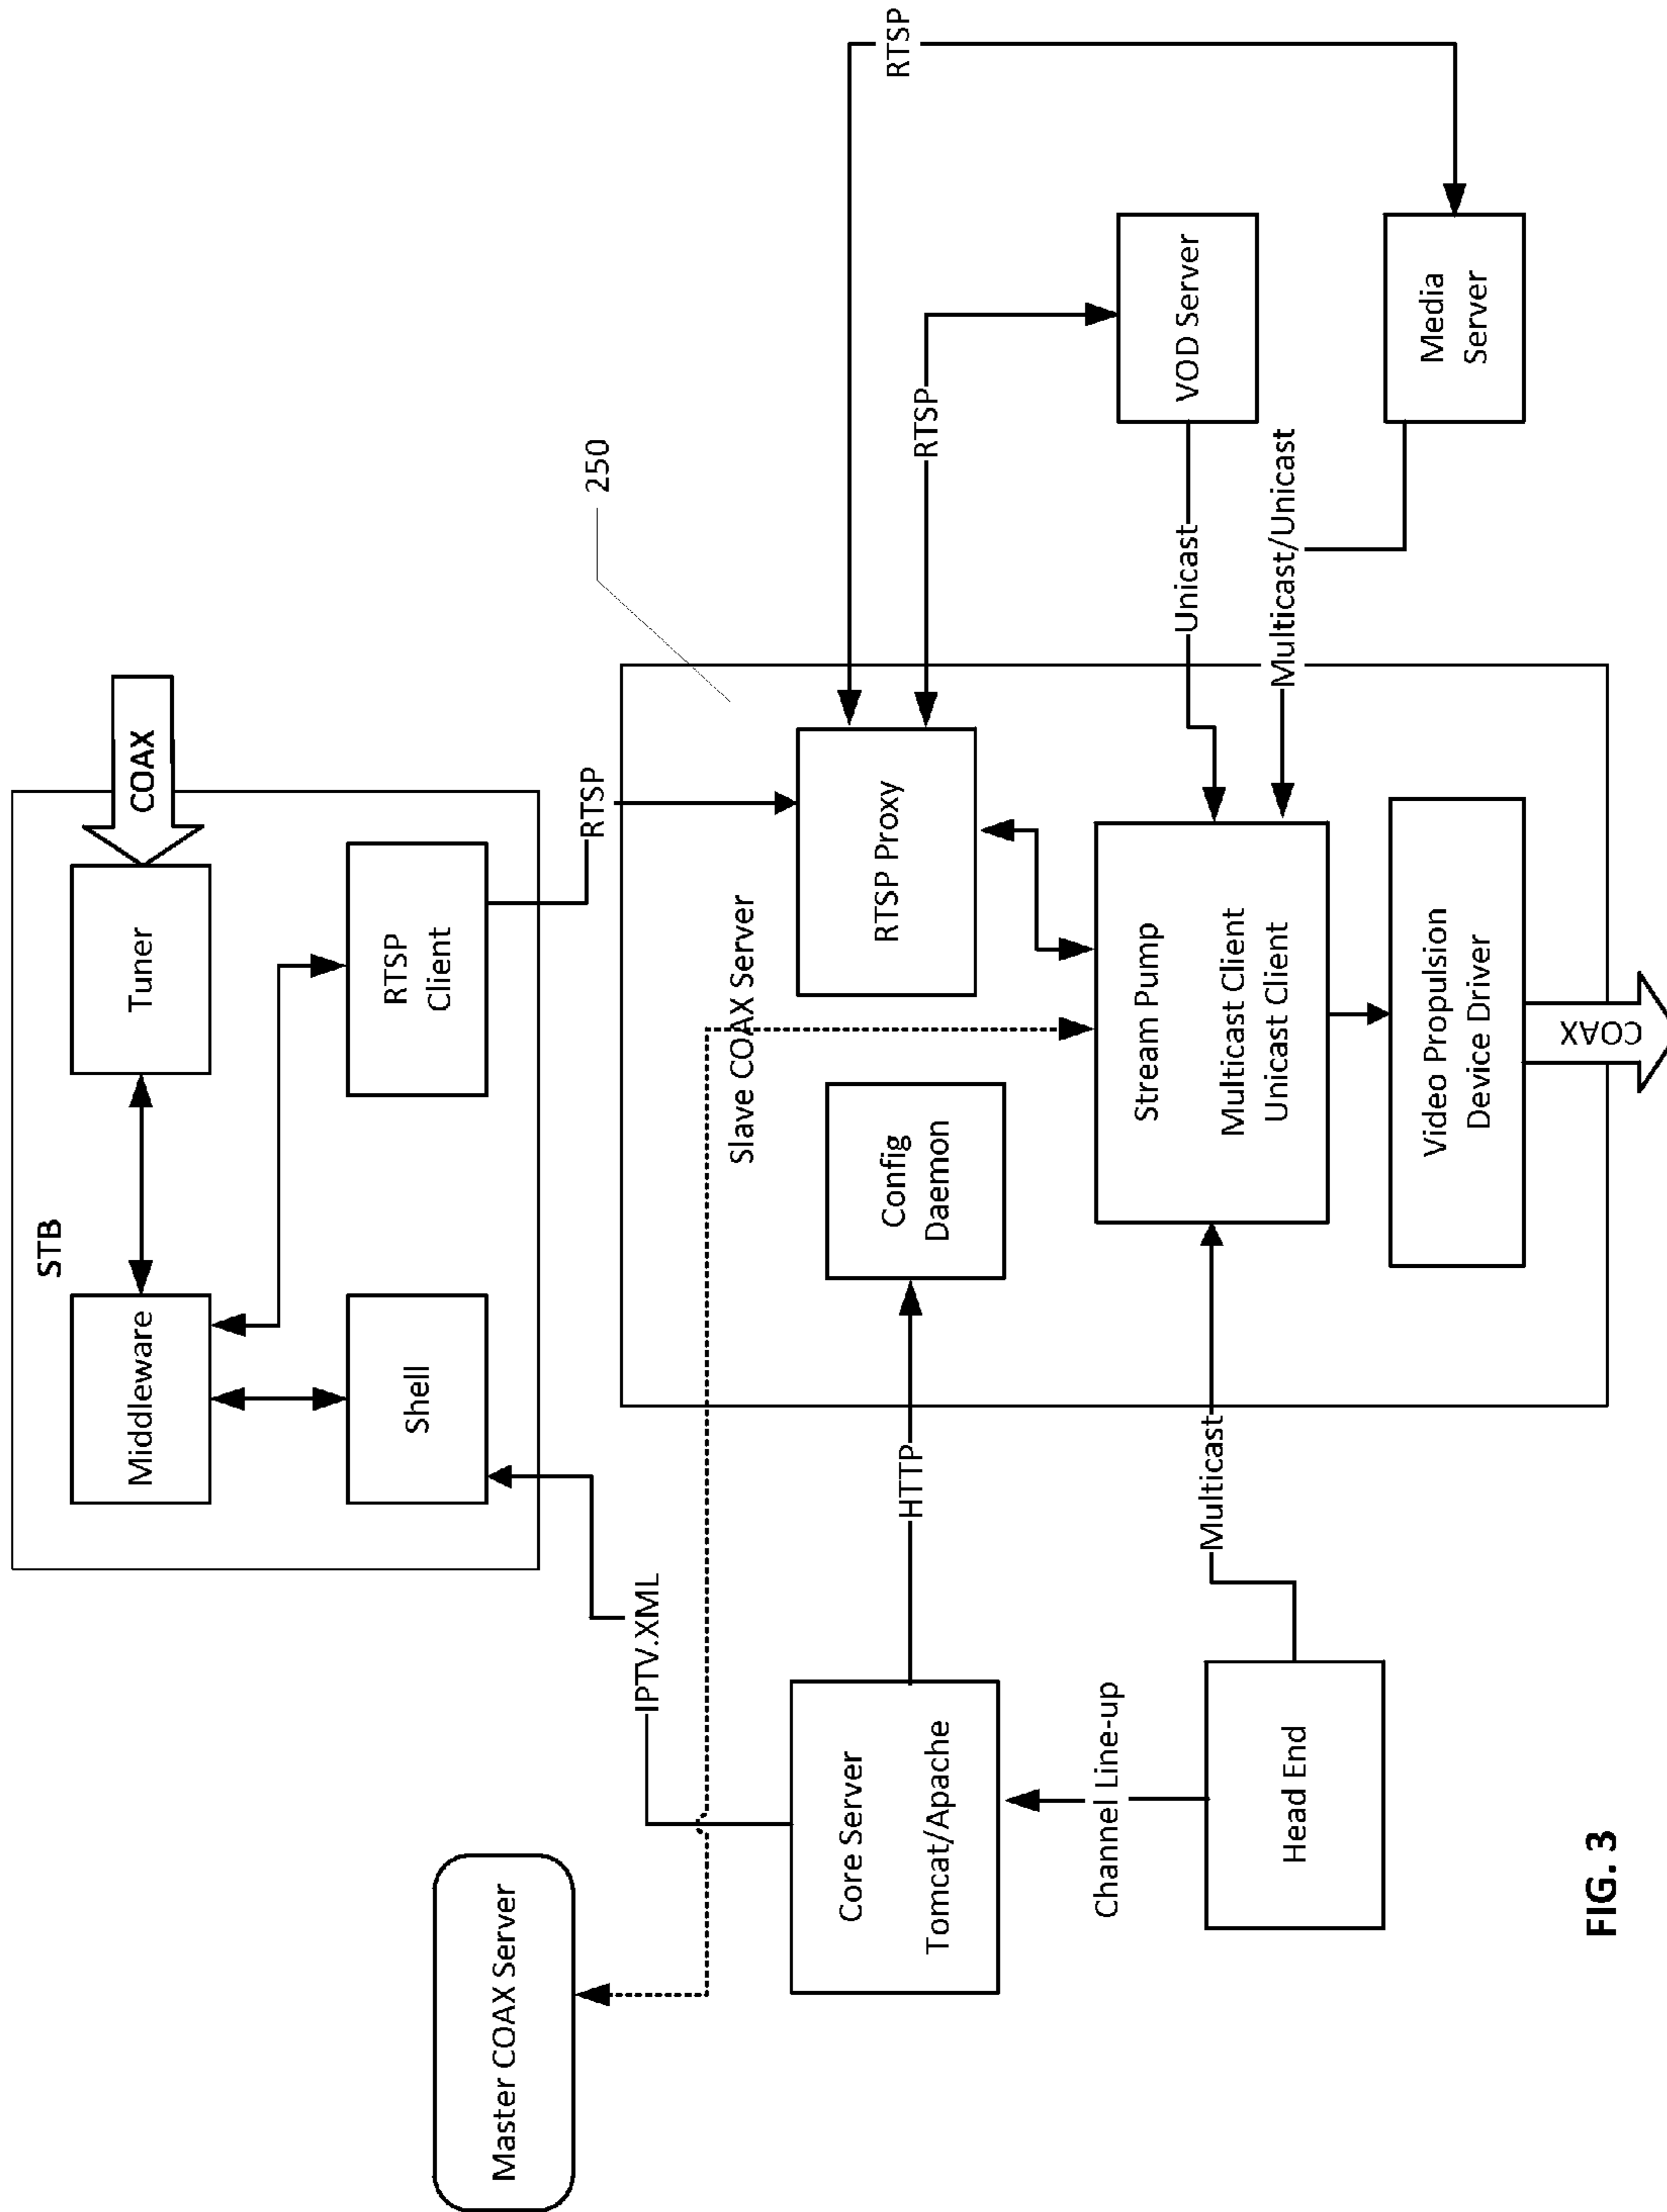 STB
Middleware
Tuner
COAX
Shell
RTSP
Client
Master COAX Server
IPTV.XML
RTSP
250
RTSP
Slave COAX Server
Core Server
Tomcat/Apache
HTTP
Config
Daemon
RTSP Proxy
RTSP
Channel Line-up
Multicast
Stream Pump
Multicast Client
Unicast Client
Unicast
VOD Server
Multicast/Unicast
Head End
Video Propulsion
Device Driver
Media
Server
COAX
FIG. 3